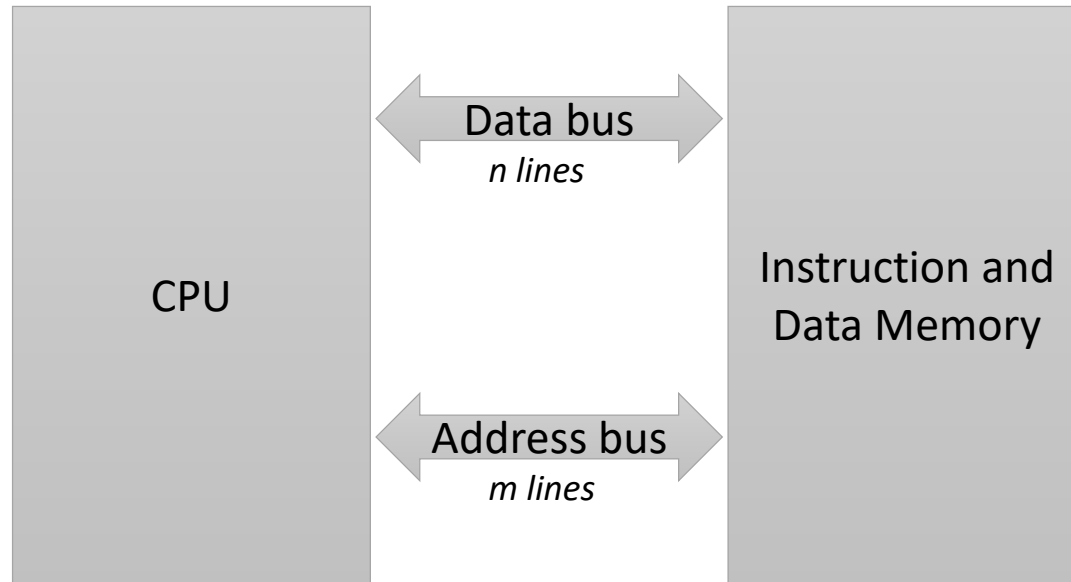 Data bus
n lines
CPU
Instruction and
Data Memory
Address bus
m lines